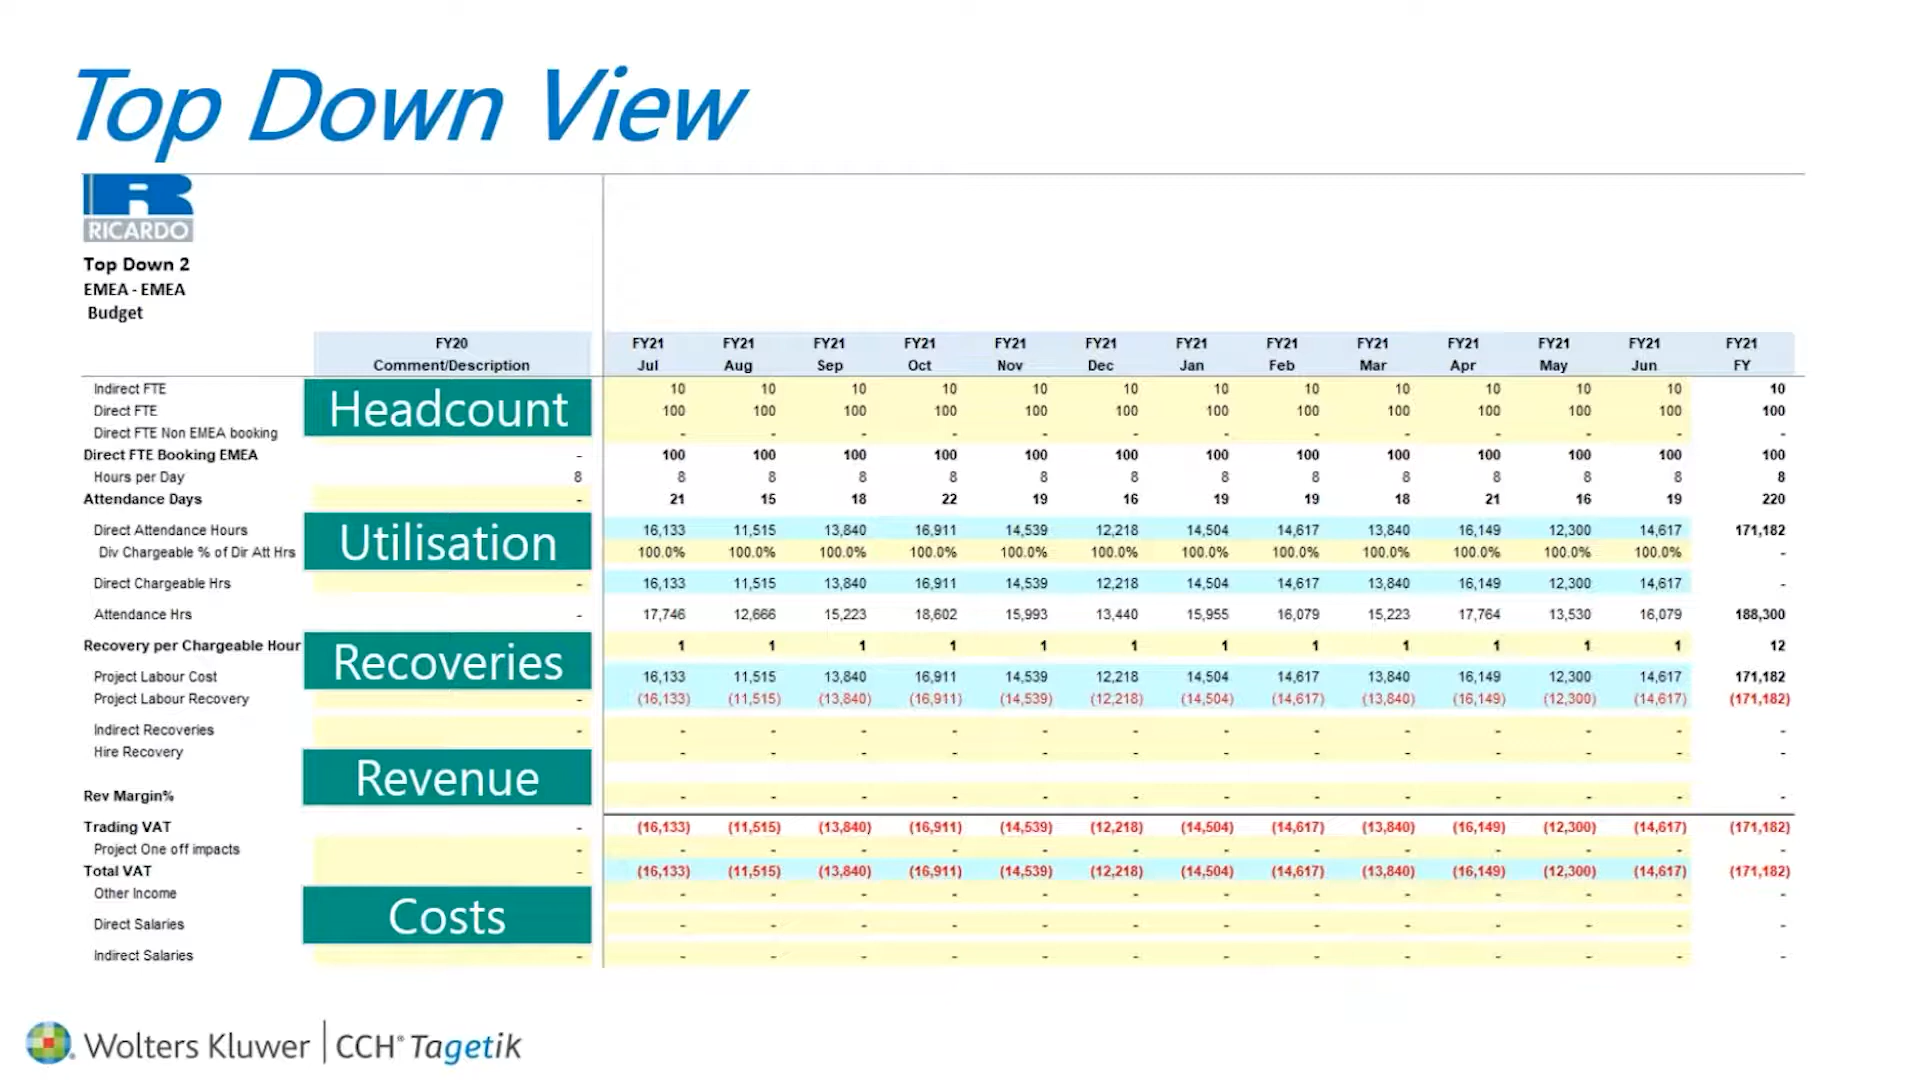 Top Down View
RICARDO
Top Down 2
EMEA - EMEA
Budget
FY20 FY21 FY21 FY21 FY21 FY21 FY21 FY21 FY21 FY21 FY21 FY21 FY21 FY21
Comment/Description Jul Aug Sep Oct Nov Dec Jan Feb Mar Apr May Jun FY
Headcount
Indirect FTE 10 10 10 10 10 10 10 10 10 10 10 10 10
Direct FTE 100 100 100 100 100 100 100 100 100 100 100 100 100
Direct FTE Non EMEA booking - - - - - - - - - - - - -
Direct FTE Booking EMEA - 100 100 100 100 100 100 100 100 100 100 100 100 100
Hours per Day 8 8 8 8 8 8 8 8 8 8 8 8 8 8
Attendance Days - 21 15 18 22 19 16 19 19 18 21 16 19 220
Utilisation
Direct Attendance Hours 16,133 11,515 13,840 16,911 14,539 12,218 14,504 14,617 13,840 16,149 12,300 14,617 171,182
Div Chargeable % of Dir Att Hrs 100.0% 100.0% 100.0% 100.0% 100.0% 100.0% 100.0% 100.0% 100.0% 100.0% 100.0% 100.0% -
Direct Chargeable Hrs - 16,133 11,515 13,840 16,911 14,539 12,218 14,504 14,617 13,840 16,149 12,300 14,617 -
Attendance Hrs - 17,746 12,666 15,223 18,602 15,993 13,440 15,955 16,079 15,223 17,764 13,530 16,079 188,300
Recovery per Chargeable Hour 1 1 1 1 1 1 1 1 1 1 1 1 12
Recoveries
Project Labour Cost 16,133 11,515 13,840 16,911 14,539 12,218 14,504 14,617 13,840 16,149 12,300 14,617 171,182
Project Labour Recovery - (16,133) (11,515) (13,840) (16,911) (14,539) (12,218) (14,504) (14,617) (13,840) (16,149) (12,300) (14,617) (171,182)
Indirect Recoveries - - - - - - - - - - - - - -
Hire Recovery - - - - - - - - - - - - -
Revenue
Rev Margin% - - - - - - - - - - - - -
Trading VAT - (16,133) (11,515) (13,840) (16,911) (14,539) (12,218) (14,504) (14,617) (13,840) (16,149) (12,300) (14,617) (171,182)
Project One off impacts - - - - - - - - - - - - - -
Total VAT - (16,133) (11,515) (13,840) (16,911) (14,539) (12,218) (14,504) (14,617) (13,840) (16,149) (12,300) (14,617) (171,182)
Other Income - - - - - - - - - - - - -
Costs
Direct Salaries - - - - - - - - - - - - -
Indirect Salaries - - - - - - - - - - - - - -
Wolters Kluwer | CCH® Tagetik